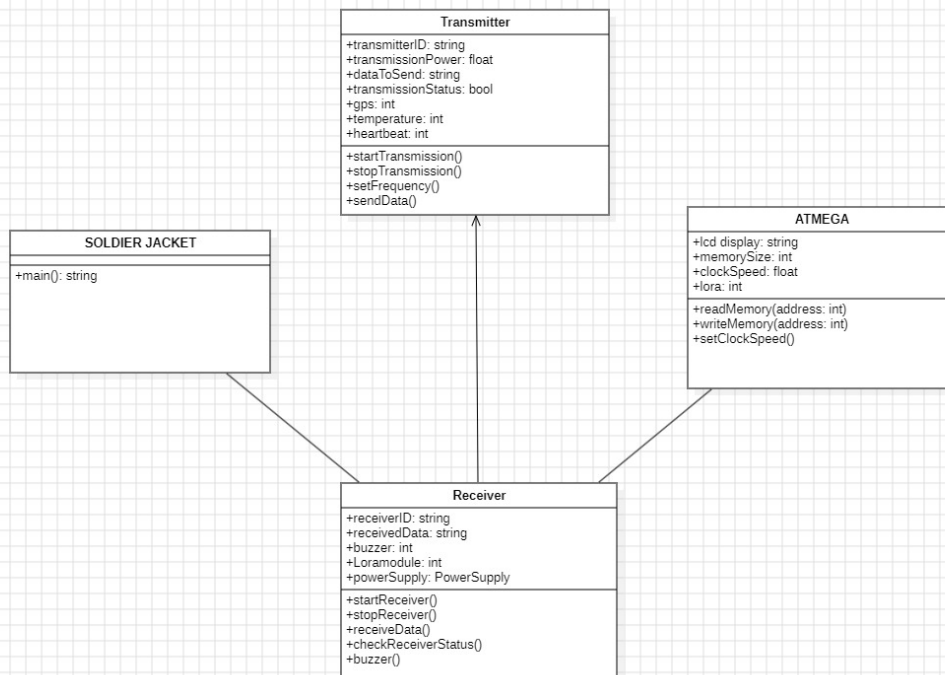 Transmitter
+transmitterID: string
+transmissionPower: float
+dataToSend: string
+transmissionStatus: bool
+gps: int
+temperature: int
+heartbeat: int
+startTransmission()
+stopTransmission()
+setFrequency()
+sendData()
SOLDIER JACKET
+main(): string
ATMEGA
+lcd display: string
+memorySize: int
+clockSpeed: float
+lora: int
+readMemory(address: int)
+writeMemory(address: int)
+setClockSpeed()
Receiver
+receiverID: string
+receivedData: string
+buzzer: int
+Loramodule: int
+powerSupply: PowerSupply
+startReceiver()
+stopReceiver()
+receiveData()
+checkReceiverStatus()
+buzzer()